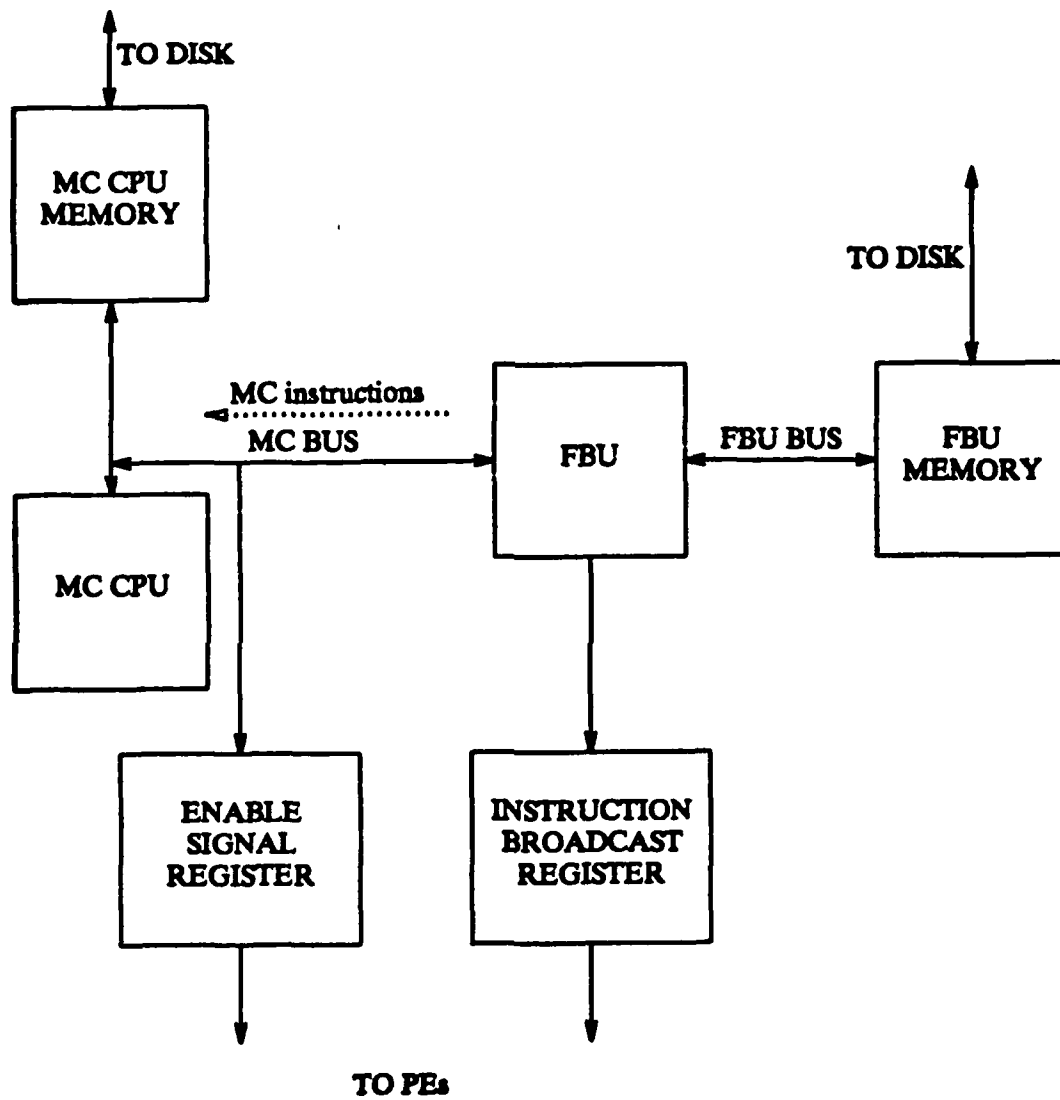 TO DISK
MC CPU
MEMORY
TO DISK
MC instructions
MC BUS
FBU
FBU BUS
FBU
MEMORY
MC CPU
ENABLE
SIGNAL
REGISTER
INSTRUCTION
BROADCAST
REGISTER
TO PEs